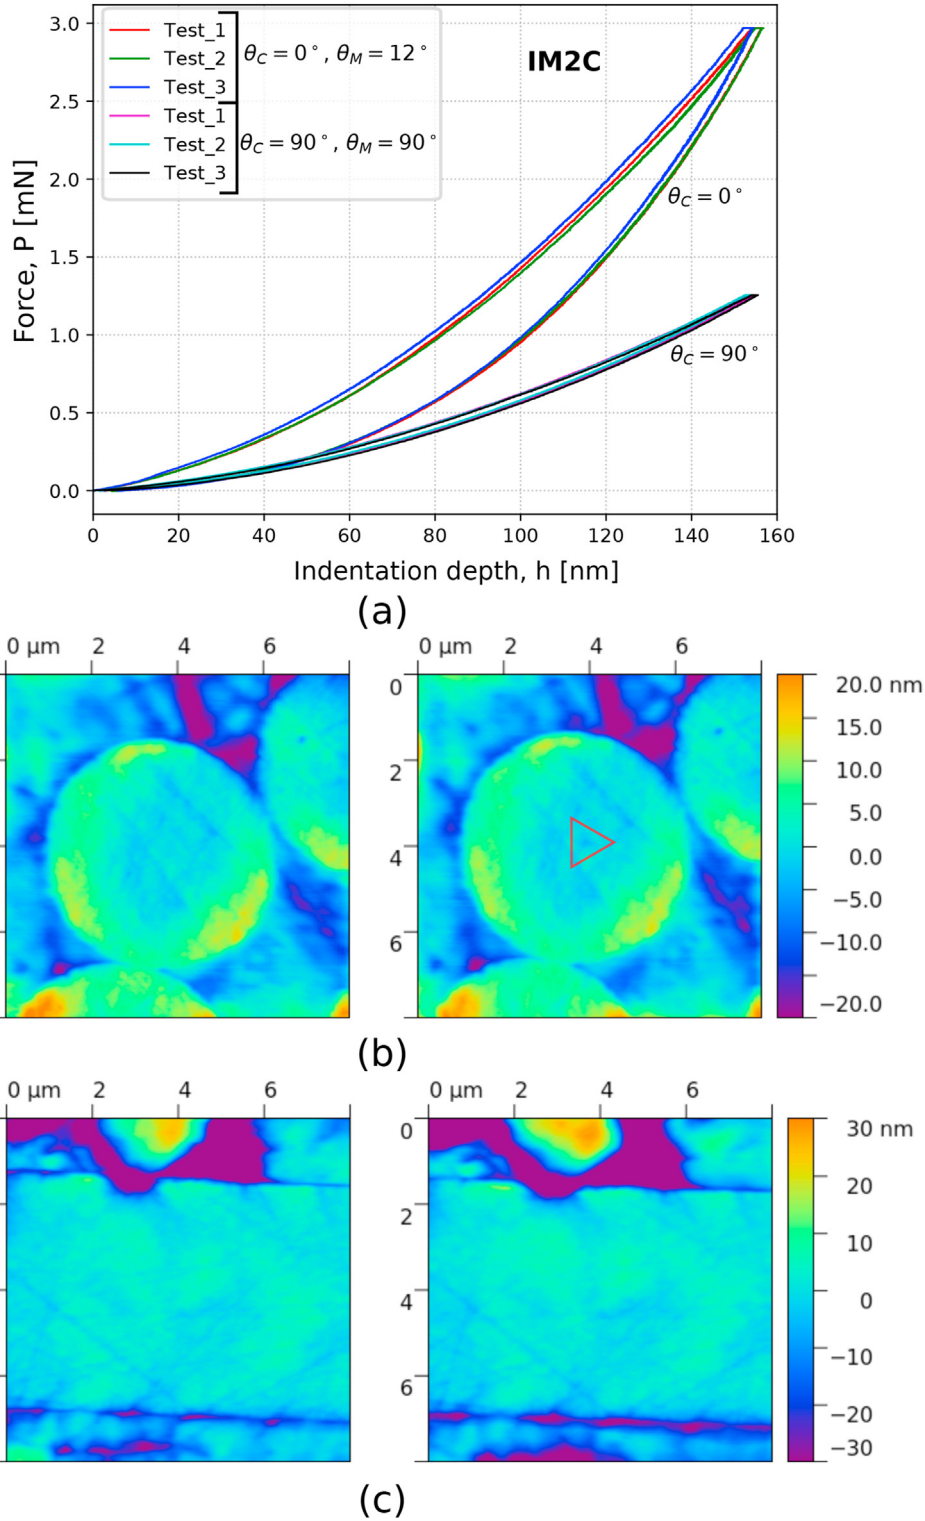 3.0
2.5
2.0
1.5
1.0
0.5
0.0
Force, P [mN]
Test_1
Test_2
Test_3
θC = 0°, θM = 12°
Test_1
Test_2
Test_3
θC = 90°, θM = 90°
IM2C
θC = 0°
θC = 90°
0 20 40 60 80 100 120 140 160
Indentation depth, h [nm]
(a)
0 µm 2 4 6
2 4 6
0
2
4
6
20.0 nm
15.0
10.0
5.0
0.0
−5.0
−10.0
−15.0
−20.0
(b)
0 µm 2 4 6
2 4 6
0
2
4
6
30 nm
20
10
0
−10
−20
−30
(c)